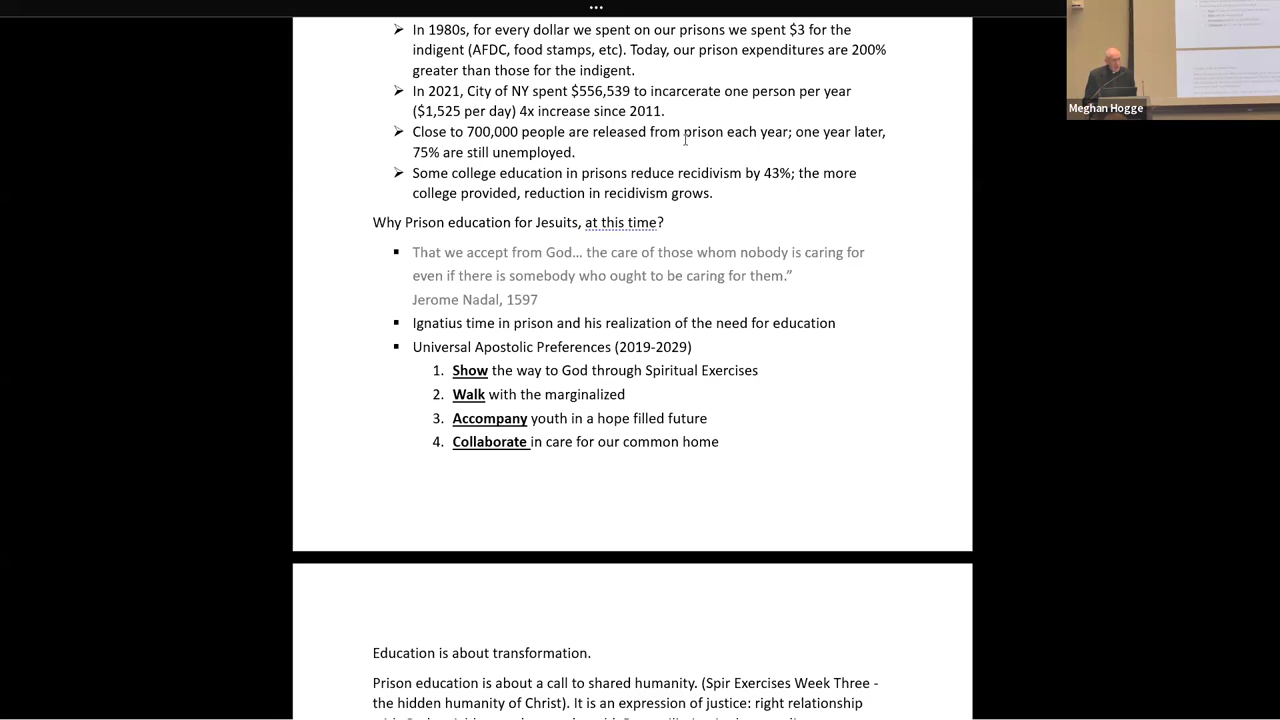 In 1980s, for every dollar we spent on our prisons we spent $3 for the
indigent (AFDC, food stamps, etc). Today, our prison expenditures are 200%
greater than those for the indigent.
In 2021, City of NY spent $556,539 to incarcerate one person per year
($1,525 per day) 4x increase since 2011.
Close to 700,000 people are released from prison each year; one year later,
75% are still unemployed.
Some college education in prisons reduce recidivism by 43%; the more
college provided, reduction in recidivism grows.
Why Prison education for Jesuits, at this time?
That we accept from God… the care of those whom nobody is caring for
even if there is somebody who ought to be caring for them.”
Jerome Nadal, 1597
Ignatius time in prison and his realization of the need for education
Universal Apostolic Preferences (2019-2029)
1. Show the way to God through Spiritual Exercises
2. Walk with the marginalized
3. Accompany youth in a hope filled future
4. Collaborate in care for our common home
Education is about transformation.
Prison education is about a call to shared humanity. (Spir Exercises Week Three -
the hidden humanity of Christ). It is an expression of justice: right relationship
Meghan Hogge